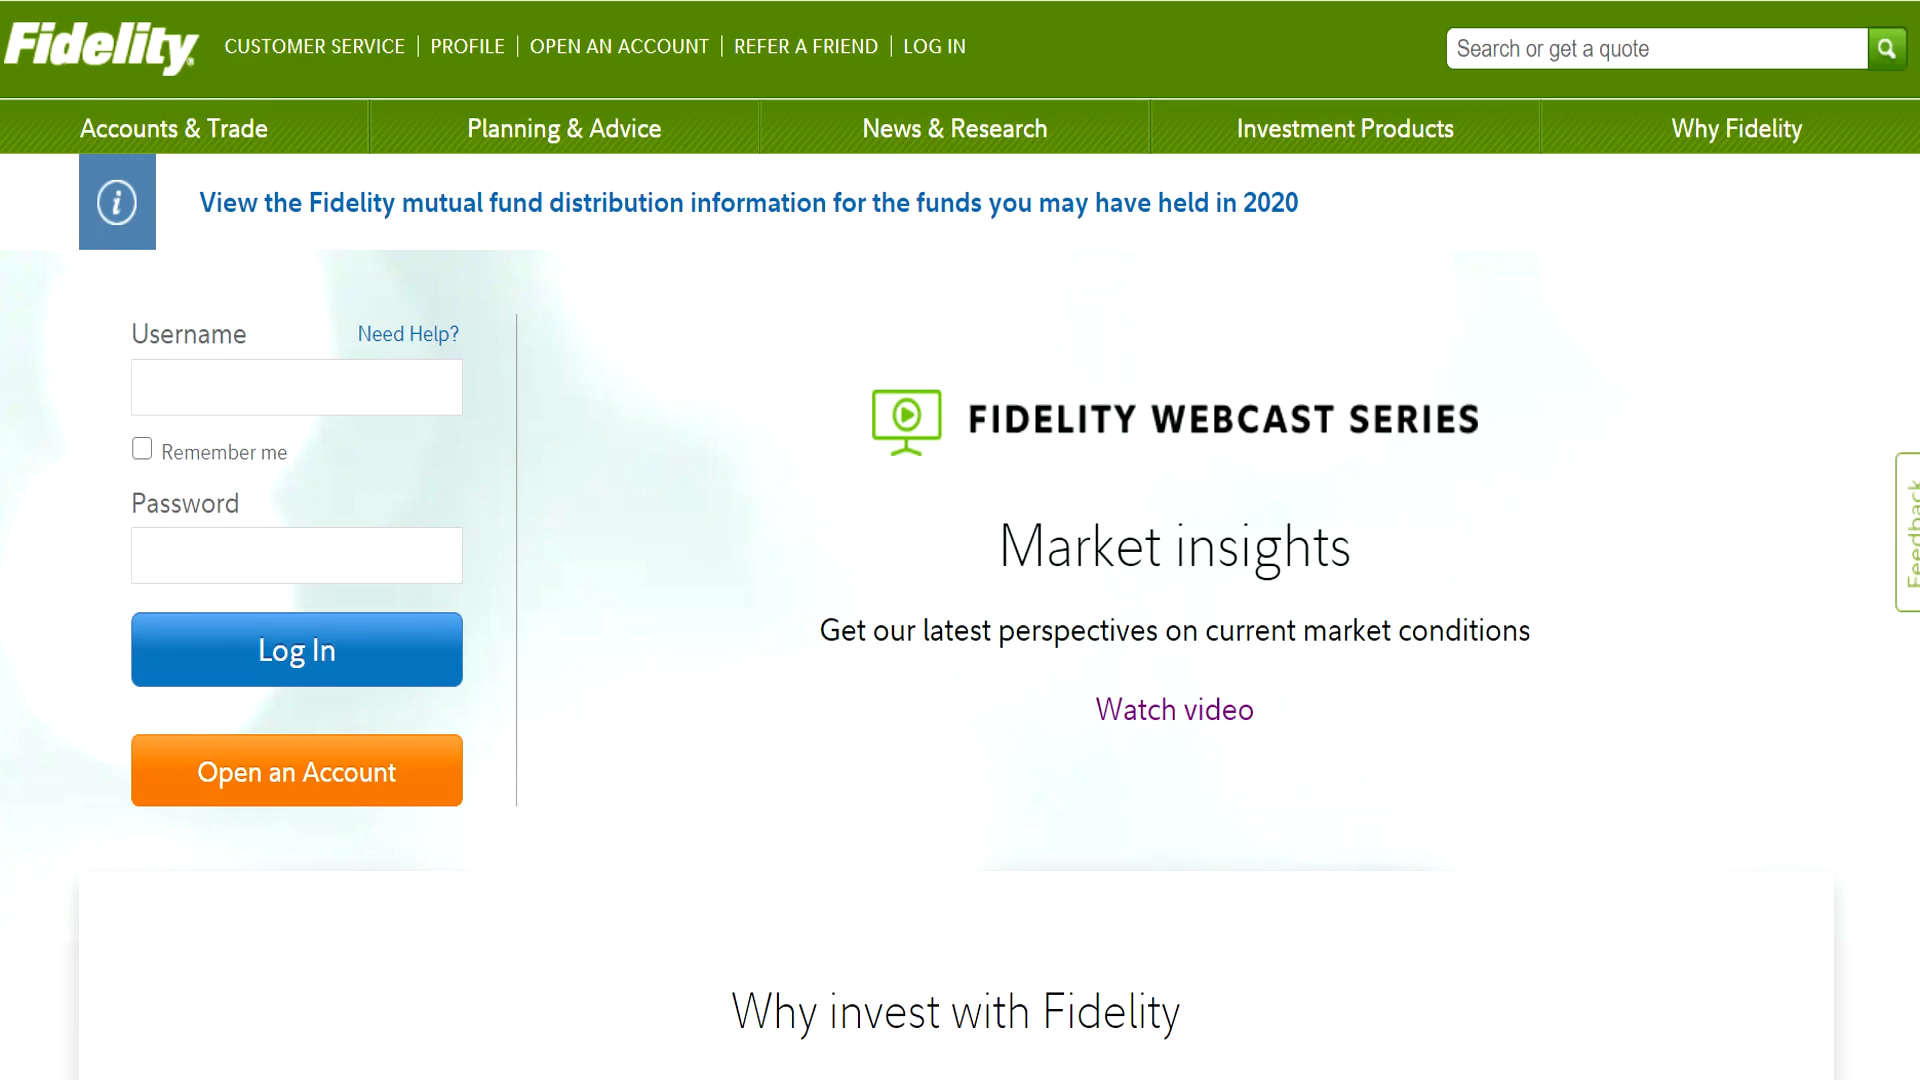 Fidelity
CUSTOMER SERVICE | PROFILE | OPEN AN ACCOUNT | REFER A FRIEND | LOG IN
Search or get a quote
Accounts & Trade
Planning & Advice
News & Research
Investment Products
Why Fidelity
View the Fidelity mutual fund distribution information for the funds you may have held in 2020
Username
Need Help?
Remember me
Password
Log In
Open an Account
FIDELITY WEBCAST SERIES
Market insights
Get our latest perspectives on current market conditions
Watch video
Feedback
Why invest with Fidelity